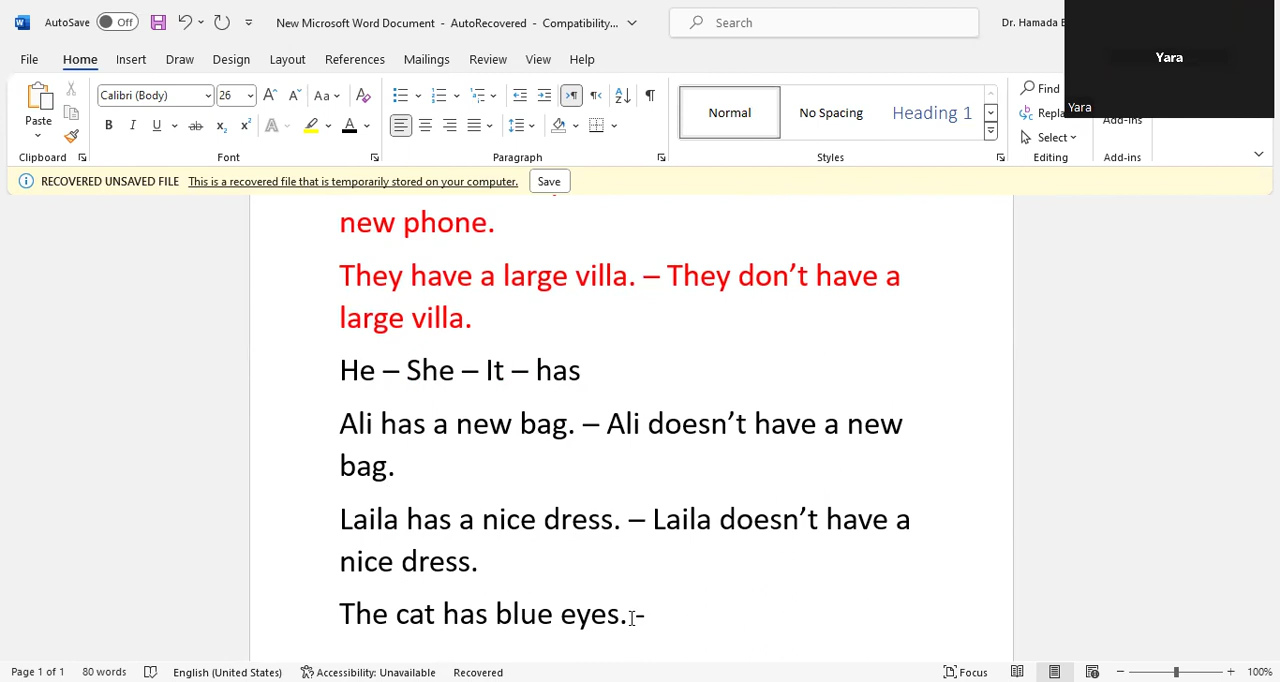 AutoSave Off New Microsoft Word Document - AutoRecovered - Compatibility... Search Dr. Hamada
Yara
File Home Insert Draw Design Layout References Mailings Review View Help
Paste
Clipboard
Calibri (Body) 26
Font
Paragraph
Normal No Spacing Heading 1
Styles
Find
Select
Editing
Add-ins
Add-ins
Yara
RECOVERED UNSAVED FILE This is a recovered file that is temporarily stored on your computer. Save
new phone.
They have a large villa. – They don’t have a
large villa.
He – She – It – has
Ali has a new bag. – Ali doesn’t have a new
bag.
Laila has a nice dress. – Laila doesn’t have a
nice dress.
The cat has blue eyes. -
Page 1 of 1 80 words English (United States) Accessibility: Unavailable Recovered Focus 100%